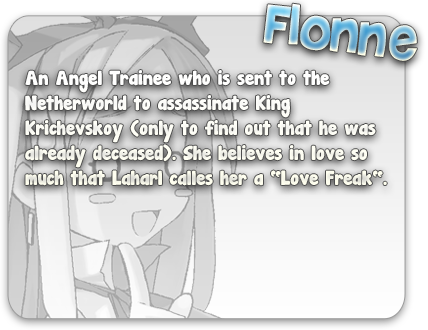 Flonne
An Angel Trainee who is sent to the
Netherworld to assassinate King
Krichevskoy (only to find out that he was
already deceased). She believes in love so
much that Laharl calles her a "Love Freak".